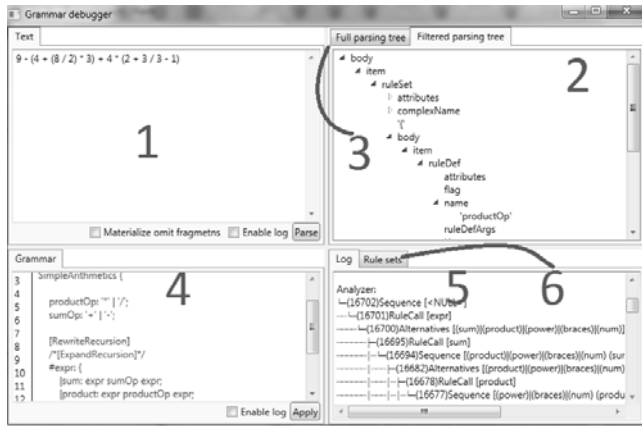 Grammar debugger
Text
9 - (4 + (8 / 2) * 3) + 4 * (2 + 3 / 3 - 1)
1
Materialize omit fragmetns
Enable log
Parse
Full parsing tree
Filtered parsing tree
body
item
ruleSet
attributes
complexName
'{'
body
item
ruleDef
attributes
flag
name
'productOp'
ruleDefArgs
2
3
Grammar
3 SimpleArithmetics {
4
5 productOp: '*' | '/';
6 sumOp: '+' | '-';
7
8 [RewriteRecursion]
9 /*[ExpandRecursion]*/
10 #expr: {
11 |sum: expr sumOp expr;
12 |product: expr productOp expr;
4
Enable log
Apply
Log
Rule sets
5
6
Analyzer:
(16702)Sequence [<NULL>]
(16701)RuleCall [expr]
(16700)Alternatives [(sum)|(product)|(power)|(braces)|(num)]
(16695)RuleCall [sum]
(16694)Sequence [(product)|(power)|(braces)|(num) (sur
(16682)Alternatives [(product)|(power)|(braces)|(n
(16678)RuleCall [product]
(16677)Sequence [(power)|(braces)|(num) (produ